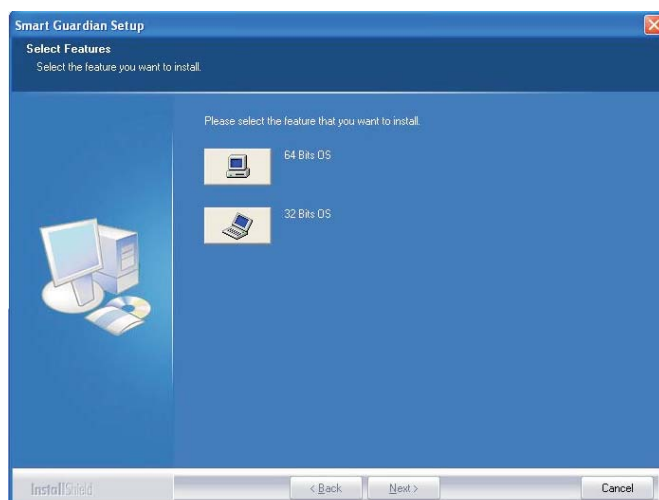 Smart Guardian Setup
Select Features
Select the feature you want to install.
Please select the feature that you want to install.
64 Bits OS
32 Bits OS
InstallShield
< Back
Next >
Cancel